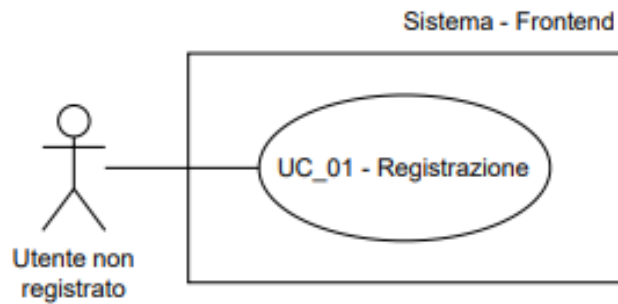 Sistema - Frontend
UC_01 - Registrazione
Utente non
registrato